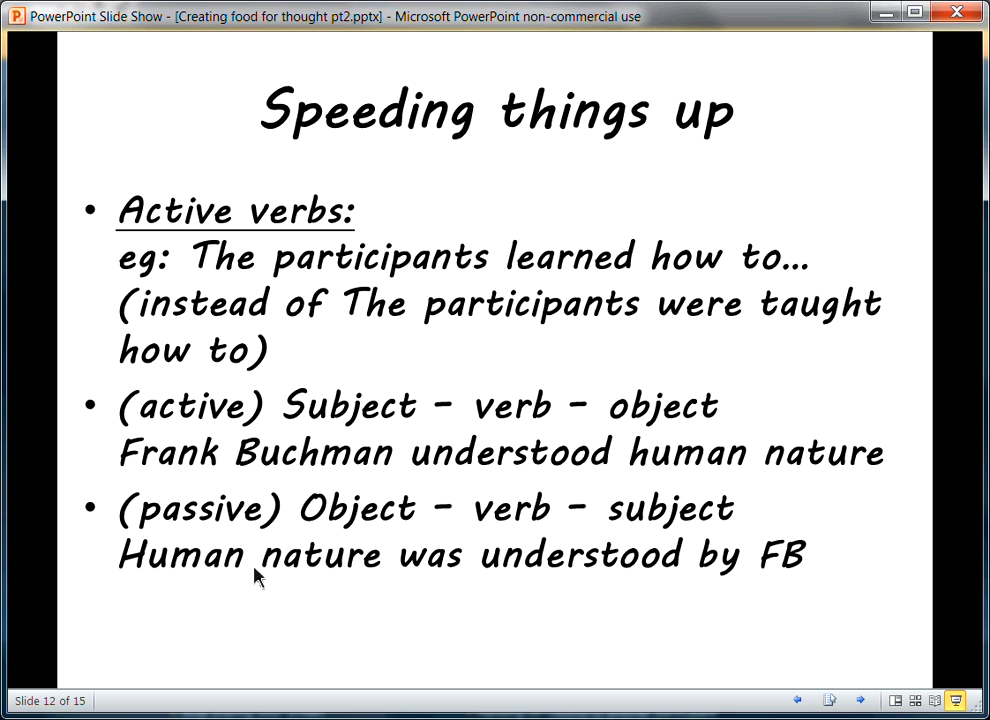 PowerPoint Slide Show - [Creating food for thought pt2.pptx] - Microsoft PowerPoint non-commercial use
Speeding things up
• Active verbs:
eg: The participants learned how to...
(instead of The participants were taught
how to)
• (active) Subject - verb - object
Frank Buchman understood human nature
• (passive) Object - verb - subject
Human nature was understood by FB
Slide 12 of 15